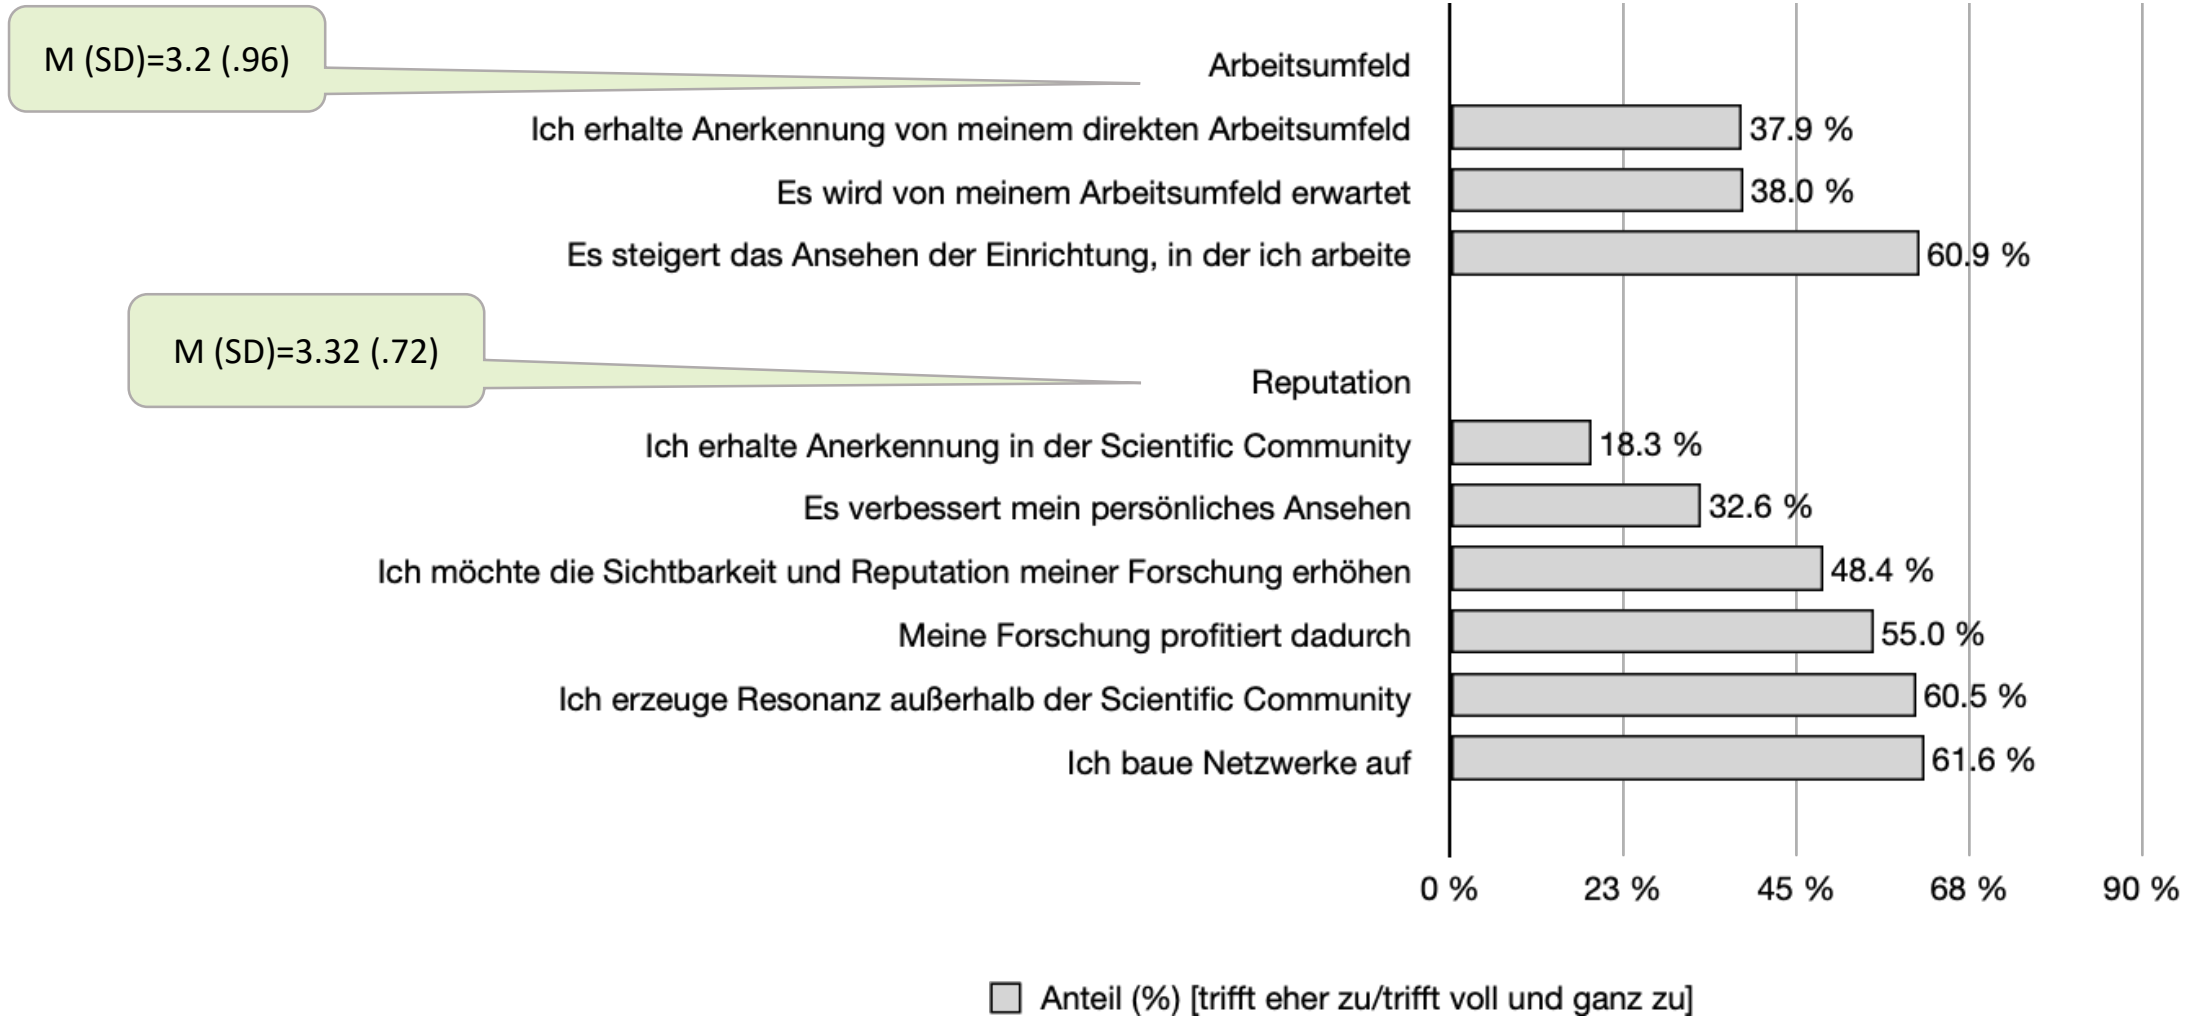 M (SD)=3.2 (.96)
Arbeitsumfeld
Ich erhalte Anerkennung von meinem direkten Arbeitsumfeld 37.9 %
Es wird von meinem Arbeitsumfeld erwartet 38.0 %
Es steigert das Ansehen der Einrichtung, in der ich arbeite 60.9 %
M (SD)=3.32 (.72)
Reputation
Ich erhalte Anerkennung in der Scientific Community 18.3 %
Es verbessert mein persönliches Ansehen 32.6 %
Ich möchte die Sichtbarkeit und Reputation meiner Forschung erhöhen 48.4 %
Meine Forschung profitiert dadurch 55.0 %
Ich erzeuge Resonanz außerhalb der Scientific Community 60.5 %
Ich baue Netzwerke auf 61.6 %
0 % 23 % 45 % 68 % 90 %
Anteil (%) [trifft eher zu/trifft voll und ganz zu]